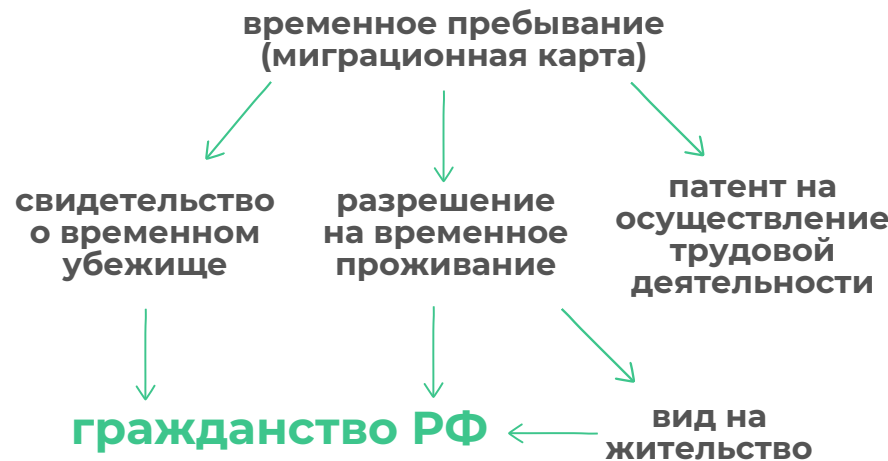 временное пребывание
(миграционная карта)
свидетельство
о временном
убежище
разрешение
на временное
проживание
патент на
осуществление
трудовой
деятельности
гражданство РФ
вид на
жительство